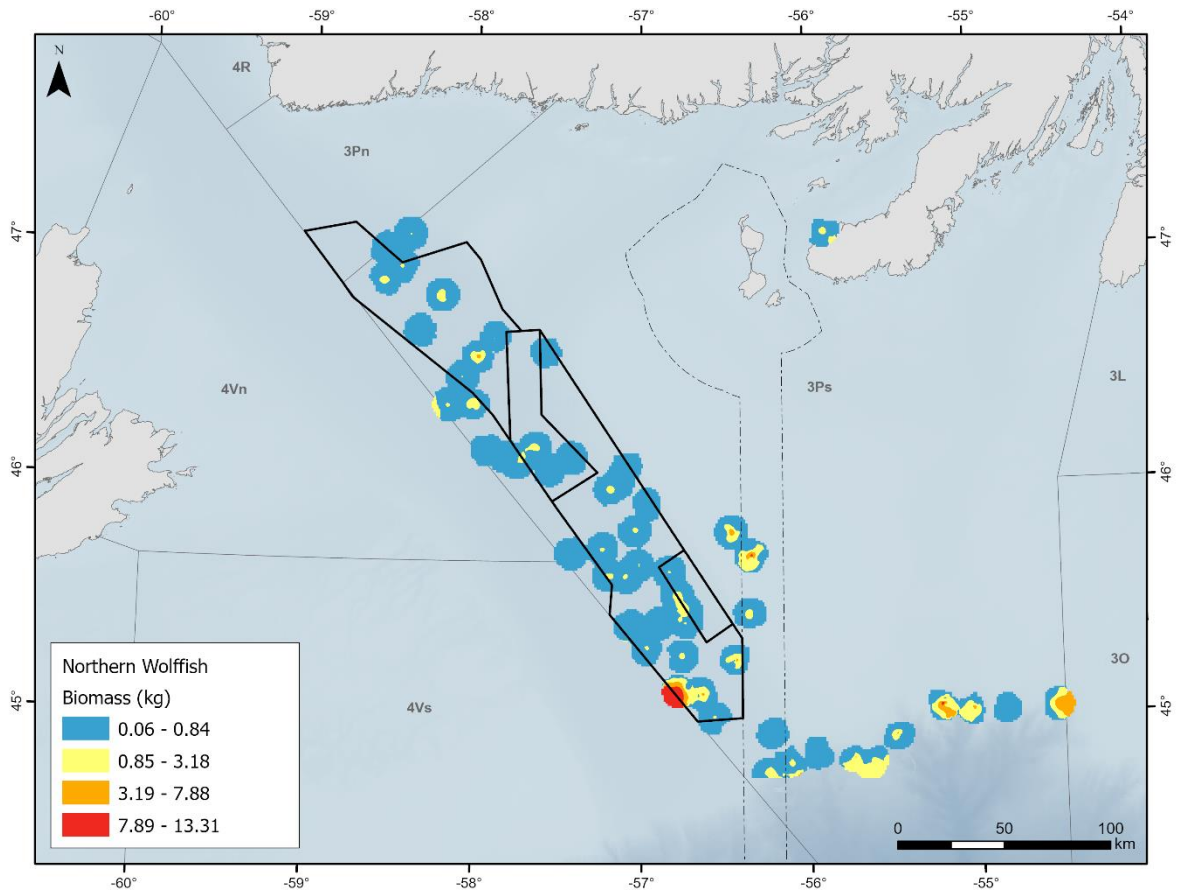 -60° -59° -58° -57° -56° -55° -54°
N
4R
3Pn
47° 47°
4Vn 3Ps 3L
46° 46°
3O
45° 45°
4Vs
Northern Wolffish
Biomass (kg)
0.06 - 0.84
0.85 - 3.18
3.19 - 7.88
7.89 - 13.31
0 50 100
km
-60° -59° -58° -57° -56° -55°